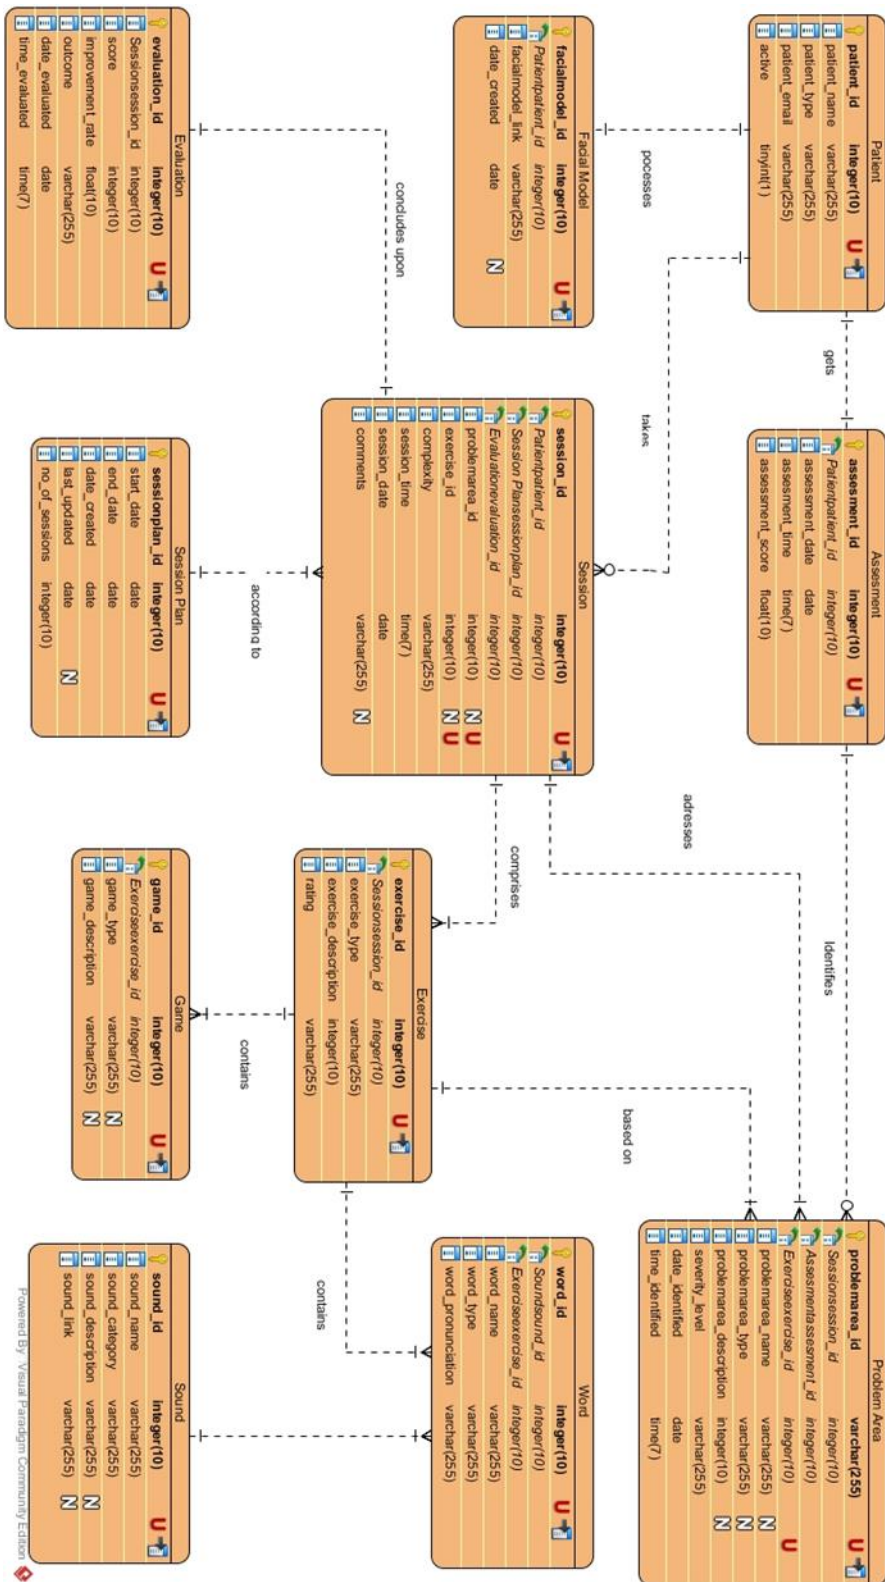 Patient
patient_id integer(10) U
patient_name varchar(255)
patient_type varchar(255)
patient_email varchar(255)
active tinyint(1)
gets
Assesment
assesment_id integer(10) U
Patientpatient_id integer(10)
assessment_date date
assesment_time time(7)
assessment_score float(10)
Identifies
Problem Area
problemarea_id varchar(255) U
Sessionsession_id integer(10)
Assesmentassesment_id integer(10)
Exerciseexercise_id integer(10) U
problemarea_name varchar(255) N
problemarea_type varchar(255) N
problemarea_description integer(10) N
severity_level varchar(255)
date_identified date
time_identified time(7)
pocesses
takes
adresses
based on
Facial Model
facialmodel_id integer(10) U
Patientpatient_id integer(10)
facialmodel_link varchar(255)
date_created date N
Session
session_id integer(10) U
Patientpatient_id integer(10)
Session Plansessionplan_id integer(10)
Evaluationevaluation_id integer(10)
problemarea_id integer(10) N U
exercise_id integer(10) N U
complexity varchar(255)
session_time time(7)
session_date date
comments varchar(255) N
comprises
Exercise
exercise_id integer(10) U
Sessionsession_id integer(10)
exercise_type varchar(255)
exercise_description integer(10)
rating varchar(255)
Word
word_id integer(10) U
Soundsound_id integer(10)
Exerciseexercise_id integer(10)
word_name varchar(255)
word_type varchar(255)
word_pronunciation varchar(255)
concludes upon
according to
contains
contains
Evaluation
evaluation_id integer(10) U
Sessionsession_id integer(10)
score integer(10)
improvement_rate float(10)
outcome varchar(255)
date_evaluated date
time_evaluated time(7)
Session Plan
sessionplan_id integer(10) U
start_date date
end_date date
date_created date
last_updated date N
no_of_sessions integer(10)
Game
game_id integer(10) U
Exerciseexercise_id integer(10)
game_type varchar(255) N
game_description varchar(255) N
Sound
sound_id integer(10) U
sound_name varchar(255)
sound_category varchar(255)
sound_description varchar(255) N
sound_link varchar(255) N
Powered By Visual Paradigm Community Edition